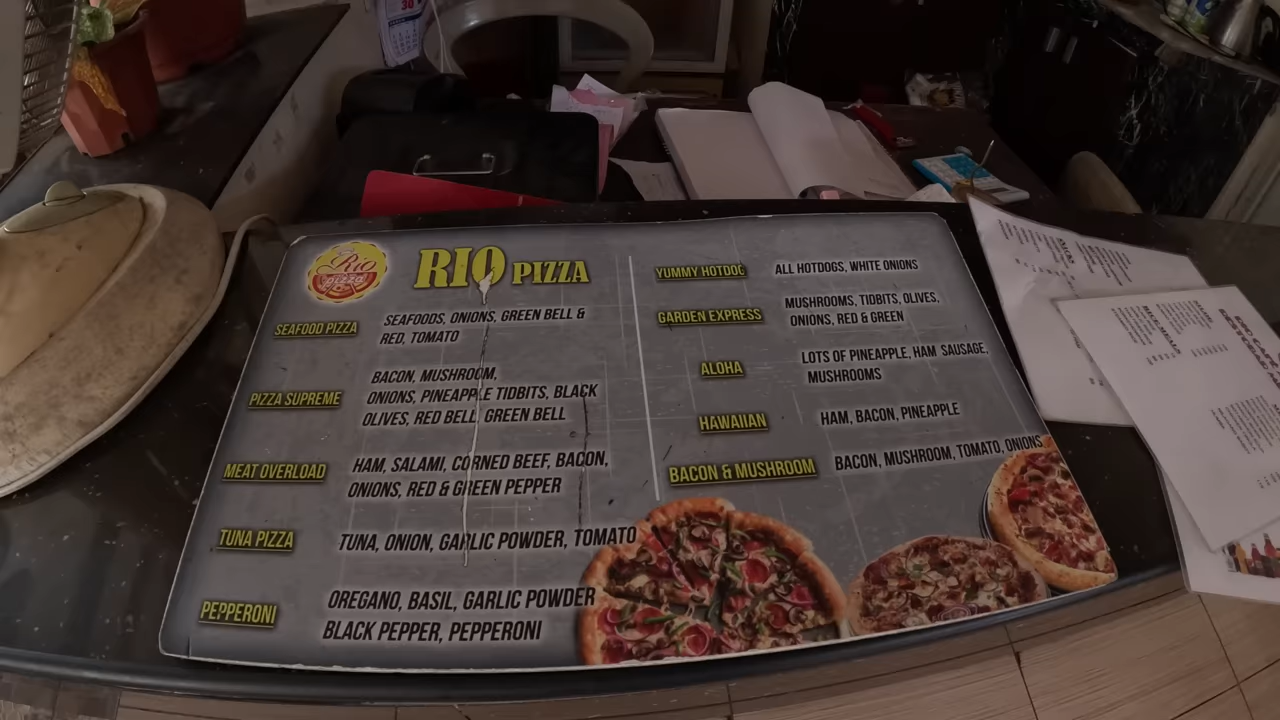 30
Rio
pizza
RIO PIZZA
SEAFOOD PIZZA
SEAFOODS, ONIONS, GREEN BELL &
RED, TOMATO
PIZZA SUPREME
BACON, MUSHROOM,
ONIONS, PINEAPPLE TIDBITS, BLACK
OLIVES, RED BELL, GREEN BELL
MEAT OVERLOAD
HAM, SALAMI, CORNED BEEF, BACON,
ONIONS, RED & GREEN PEPPER
TUNA PIZZA
TUNA, ONION, GARLIC POWDER, TOMATO
PEPPERONI
OREGANO, BASIL, GARLIC POWDER
BLACK PEPPER, PEPPERONI
YUMMY HOTDOG
ALL HOTDOGS, WHITE ONIONS
GARDEN EXPRESS
MUSHROOMS, TIDBITS, OLIVES,
ONIONS, RED & GREEN
ALOHA
LOTS OF PINEAPPLE, HAM SAUSAGE,
MUSHROOMS
HAWAIIAN
HAM, BACON, PINEAPPLE
BACON & MUSHROOM
BACON, MUSHROOM, TOMATO, ONIONS
RICE MEALS